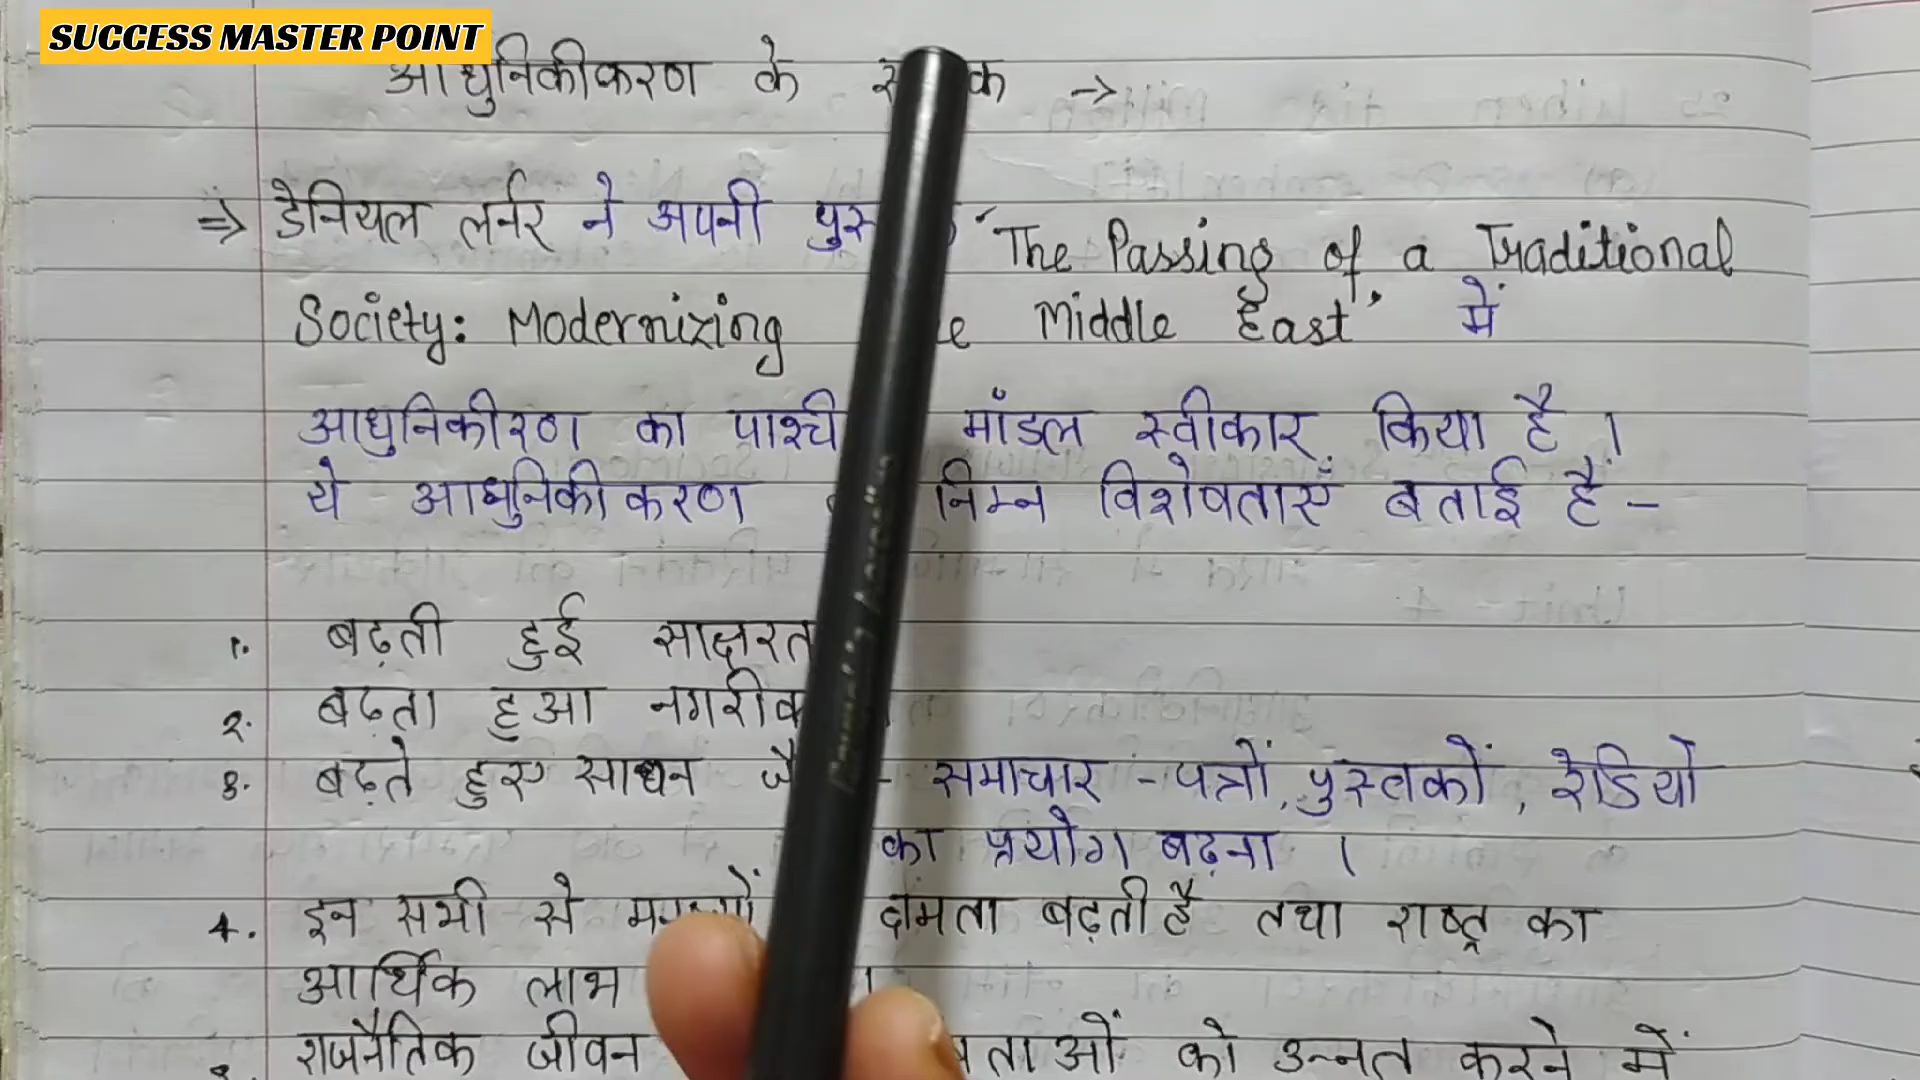 SUCCESS MASTER POINT
आधुनिकीकरण के →
⇒ डेनियल लर्नर ने अपनी 'The Passing of a Traditional
Society: Modernizing Middle East' में
आधुनिकीरण का मॉडल स्वीकार किया है ।
ये आधुनिकीकरण निम्न विशेषताएँ बताई हैं -
1. बढ़ती हुई
2. बढ़ता हुआ
3. बढ़ते हुए साधन - समाचार - पत्रों, पुस्तकों, रेडियो
का प्रयोग बढ़ना ।
4. इन सभी से क्षमता बढ़ती है तथा राष्ट्र का
आर्थिक लाभ ।
राजनैतिक जीवन को उन्नत करने में